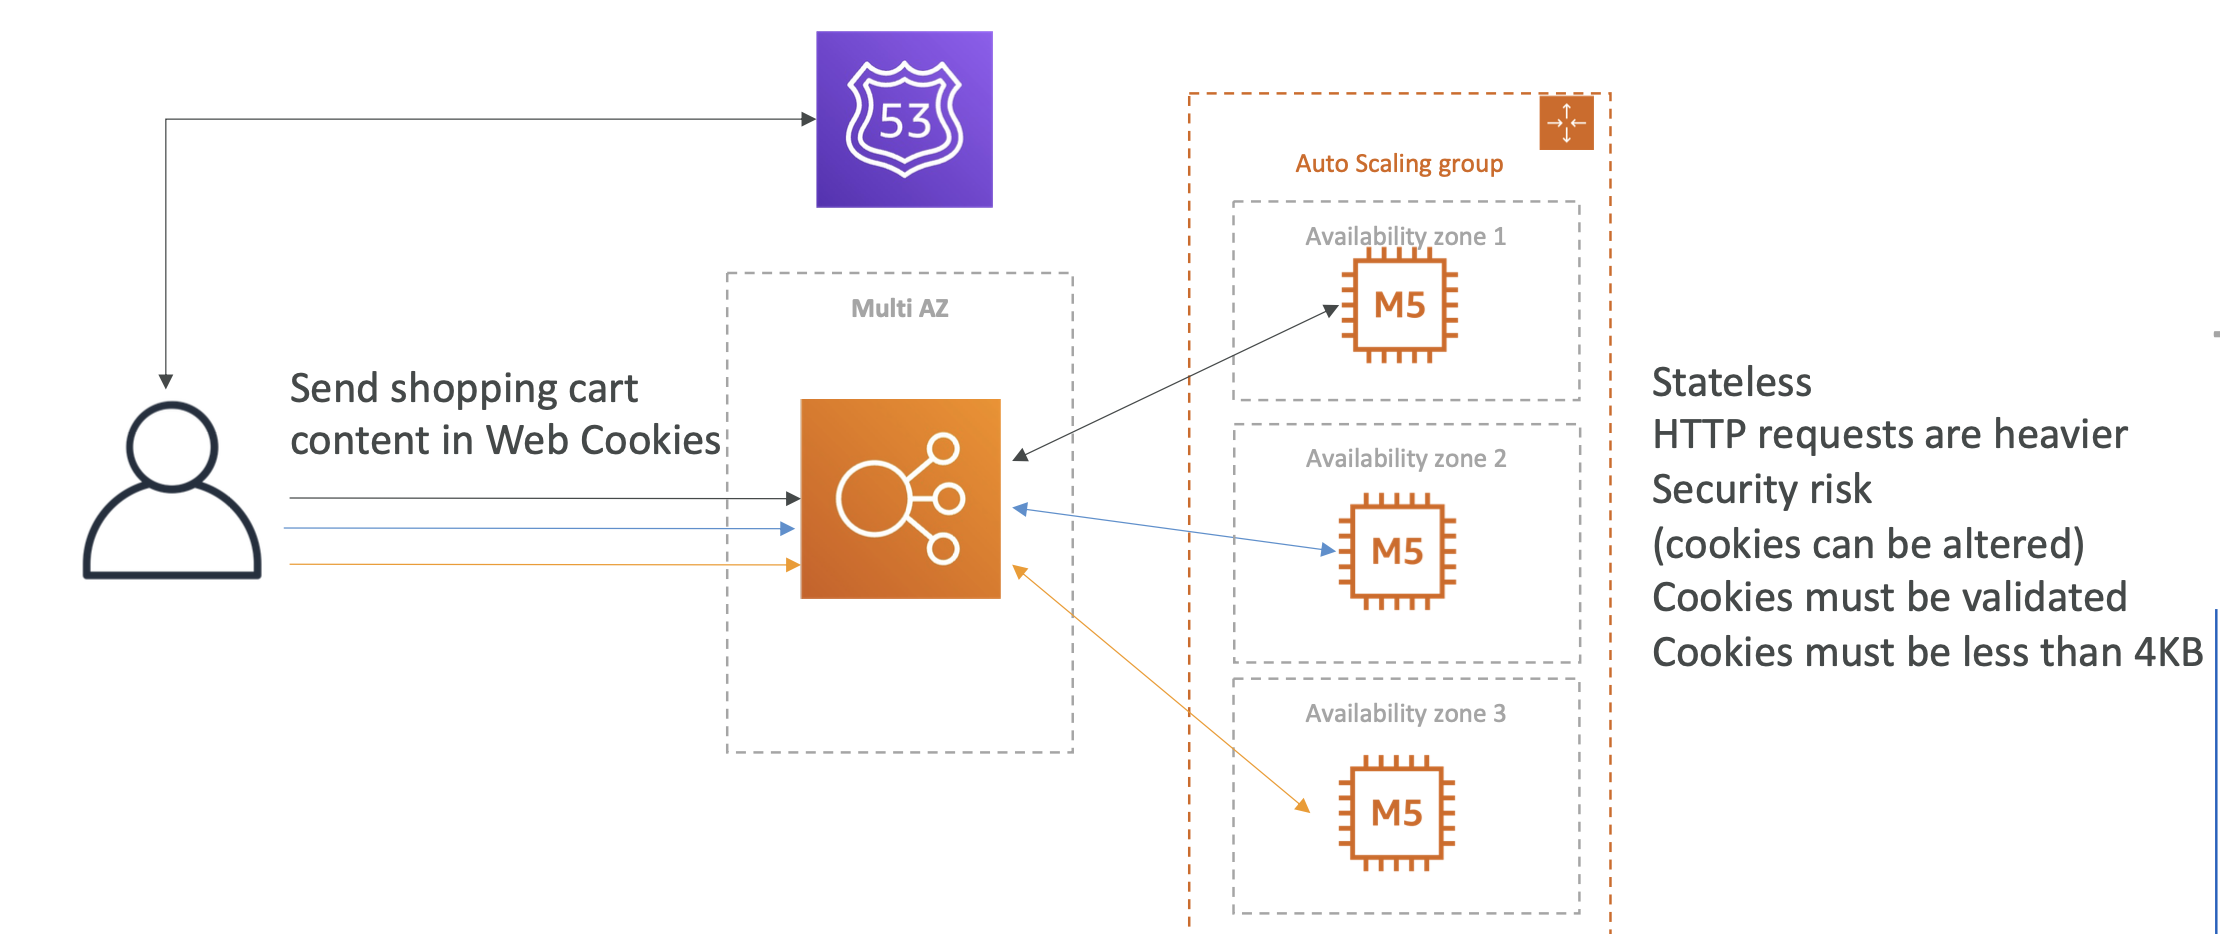 53
Auto Scaling group
Availability zone 1
Multi AZ
M5
Send shopping cart
content in Web Cookies
Stateless
HTTP requests are heavier
Security risk
(cookies can be altered)
Cookies must be validated
Cookies must be less than 4KB
Availability zone 2
M5
Availability zone 3
M5